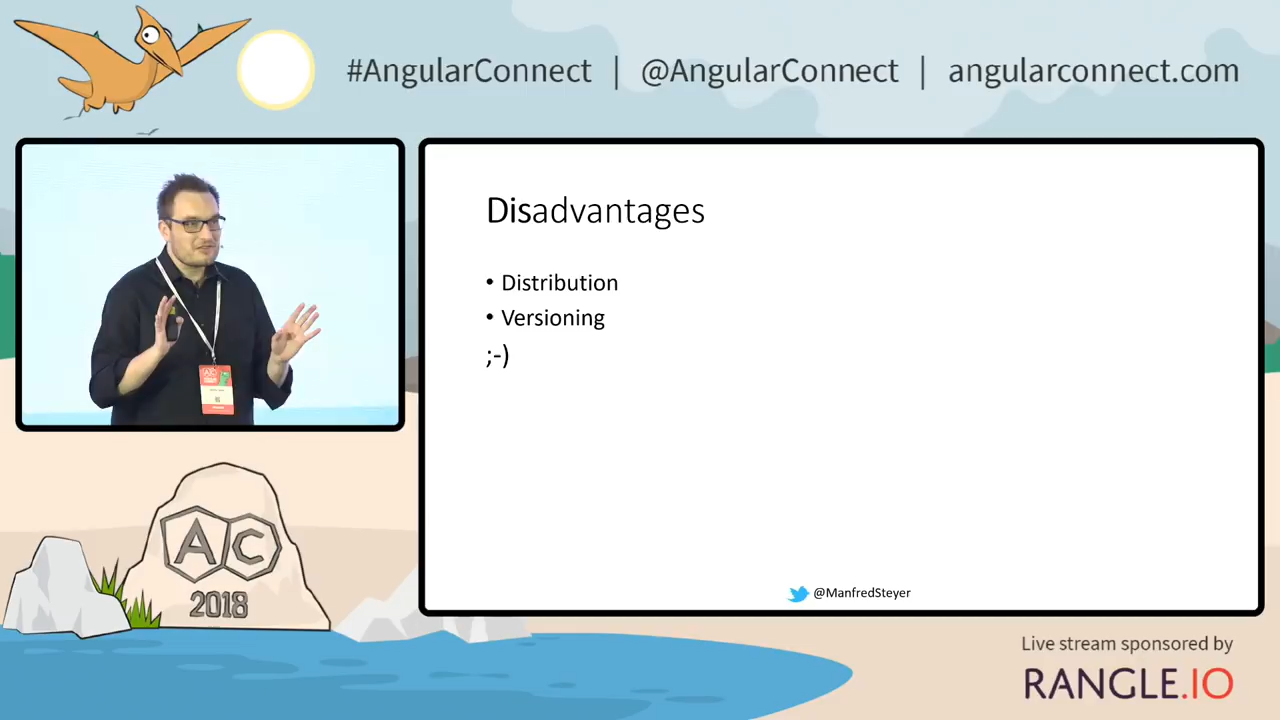 #AngularConnect | @AngularConnect | angularconnect.com
Disadvantages
• Distribution
• Versioning
;-)
@ManfredSteyer
AC
2018
Live stream sponsored by
RANGLE.IO